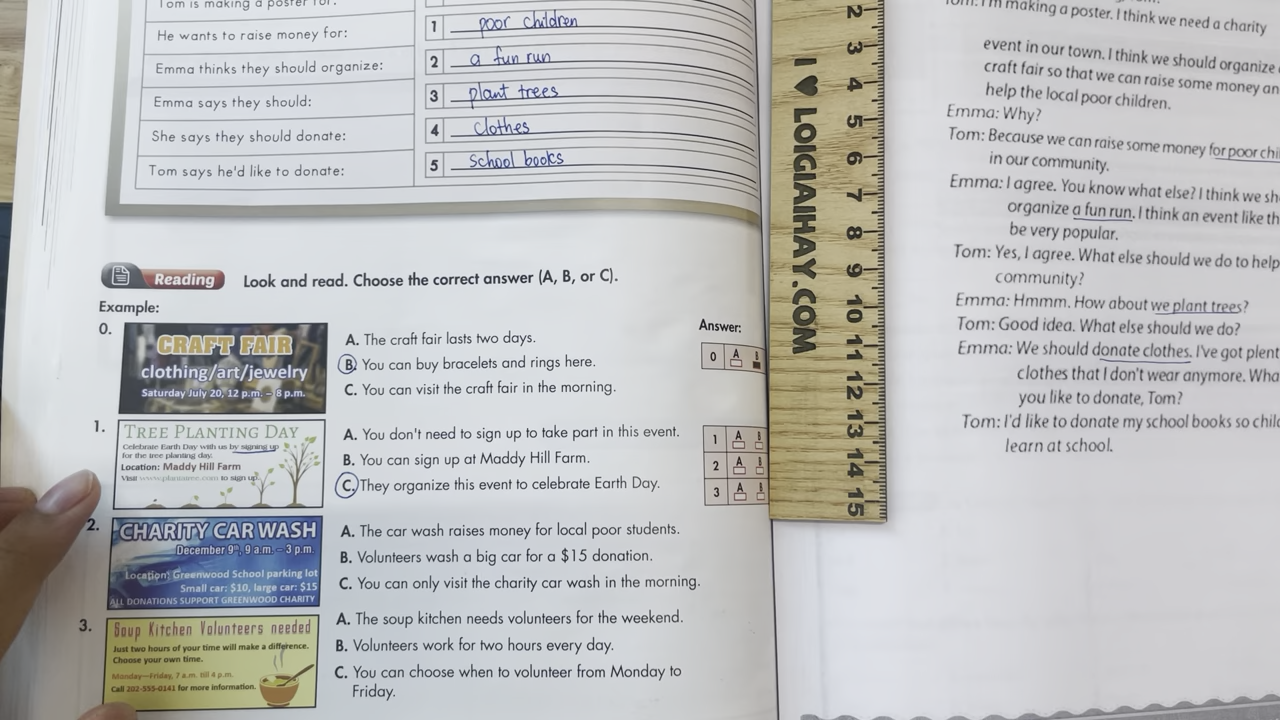 Tom is making a poster for:
He wants to raise money for:
1 poor children
Emma thinks they should organize:
2 a fun run
Emma says they should:
3 plant trees
She says they should donate:
4 clothes
Tom says he'd like to donate:
5 school books
Reading Look and read. Choose the correct answer (A, B, or C).
Example:
Answer:
0.
CRAFT FAIR
clothing/art/jewelry
Saturday July 20, 12 p.m. – 8 p.m.
A. The craft fair lasts two days.
B. You can buy bracelets and rings here.
C. You can visit the craft fair in the morning.
0 A B
1.
TREE PLANTING DAY
Celebrate Earth Day with us by signing up
for the tree planting day.
Location: Maddy Hill Farm
Visit www.plantatree.com to sign up.
A. You don't need to sign up to take part in this event.
B. You can sign up at Maddy Hill Farm.
C. They organize this event to celebrate Earth Day.
1 A B
2 A B
3 A B
2.
CHARITY CAR WASH
December 9th, 9 a.m. – 3 p.m.
Location: Greenwood School parking lot
Small car: $10, large car: $15
ALL DONATIONS SUPPORT GREENWOOD CHARITY
A. The car wash raises money for local poor students.
B. Volunteers wash a big car for a $15 donation.
C. You can only visit the charity car wash in the morning.
3.
Soup Kitchen Volunteers needed
Just two hours of your time will make a difference.
Choose your own time.
Monday—Friday, 7 a.m. till 4 p.m.
Call 202-555-0141 for more information.
A. The soup kitchen needs volunteers for the weekend.
B. Volunteers work for two hours every day.
C. You can choose when to volunteer from Monday to
Friday.
I ♥ LOIGIAIHAY.COM
2 3 4 5 6 7 8 9 10 11 12 13 14 15
Tom: I'm making a poster. I think we need a charity
event in our town. I think we should organize
craft fair so that we can raise some money
help the local poor children.
Emma: Why?
Tom: Because we can raise some money for poor
in our community.
Emma: I agree. You know what else? I think we
organize a fun run. I think an event like
be very popular.
Tom: Yes, I agree. What else should we do to help
community?
Emma: Hmmm. How about we plant trees?
Tom: Good idea. What else should we do?
Emma: We should donate clothes. I've got
clothes that I don't wear anymore.
you like to donate, Tom?
Tom: I'd like to donate my school books so
learn at school.